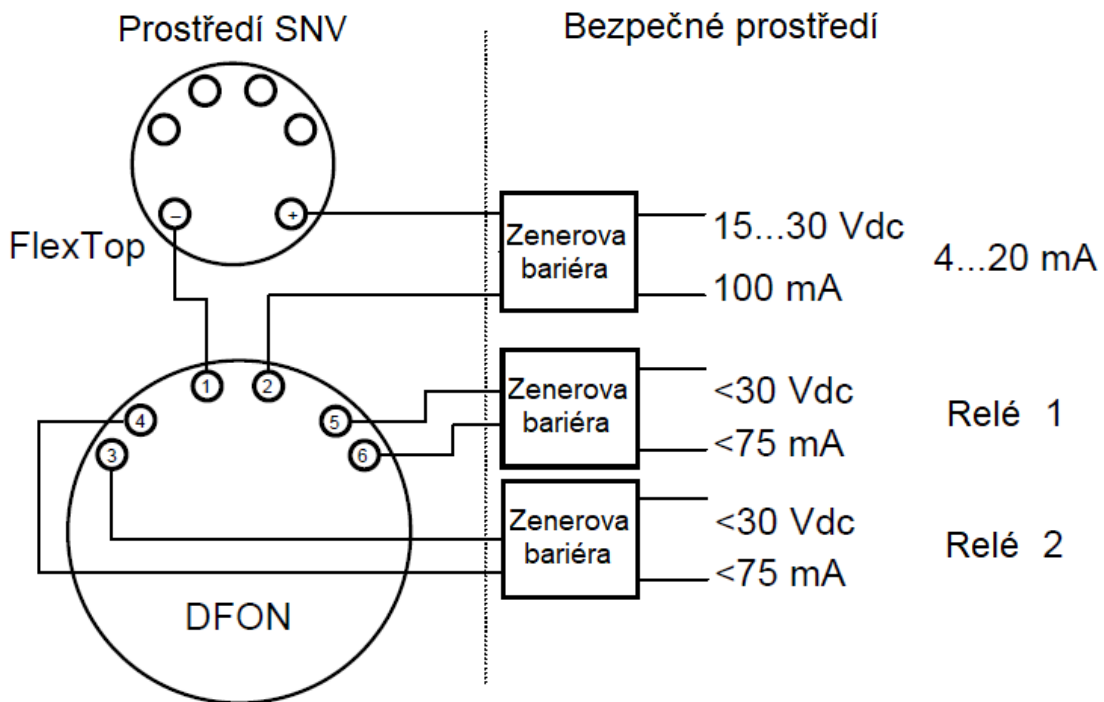 Prostředí SNV
Bezpečné prostředí
– +
FlexTop
Zenerova
bariéra
15...30 Vdc
100 mA
4...20 mA
1 2
4 5
3 6
Zenerova
bariéra
<30 Vdc
<75 mA
Relé 1
Zenerova
bariéra
<30 Vdc
<75 mA
Relé 2
DFON